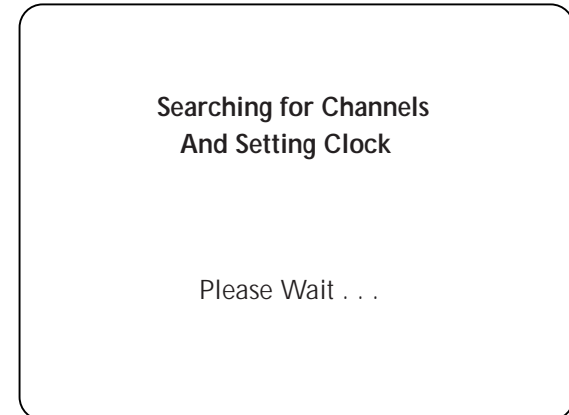 Searching for Channels
And Setting Clock
Please Wait . . .